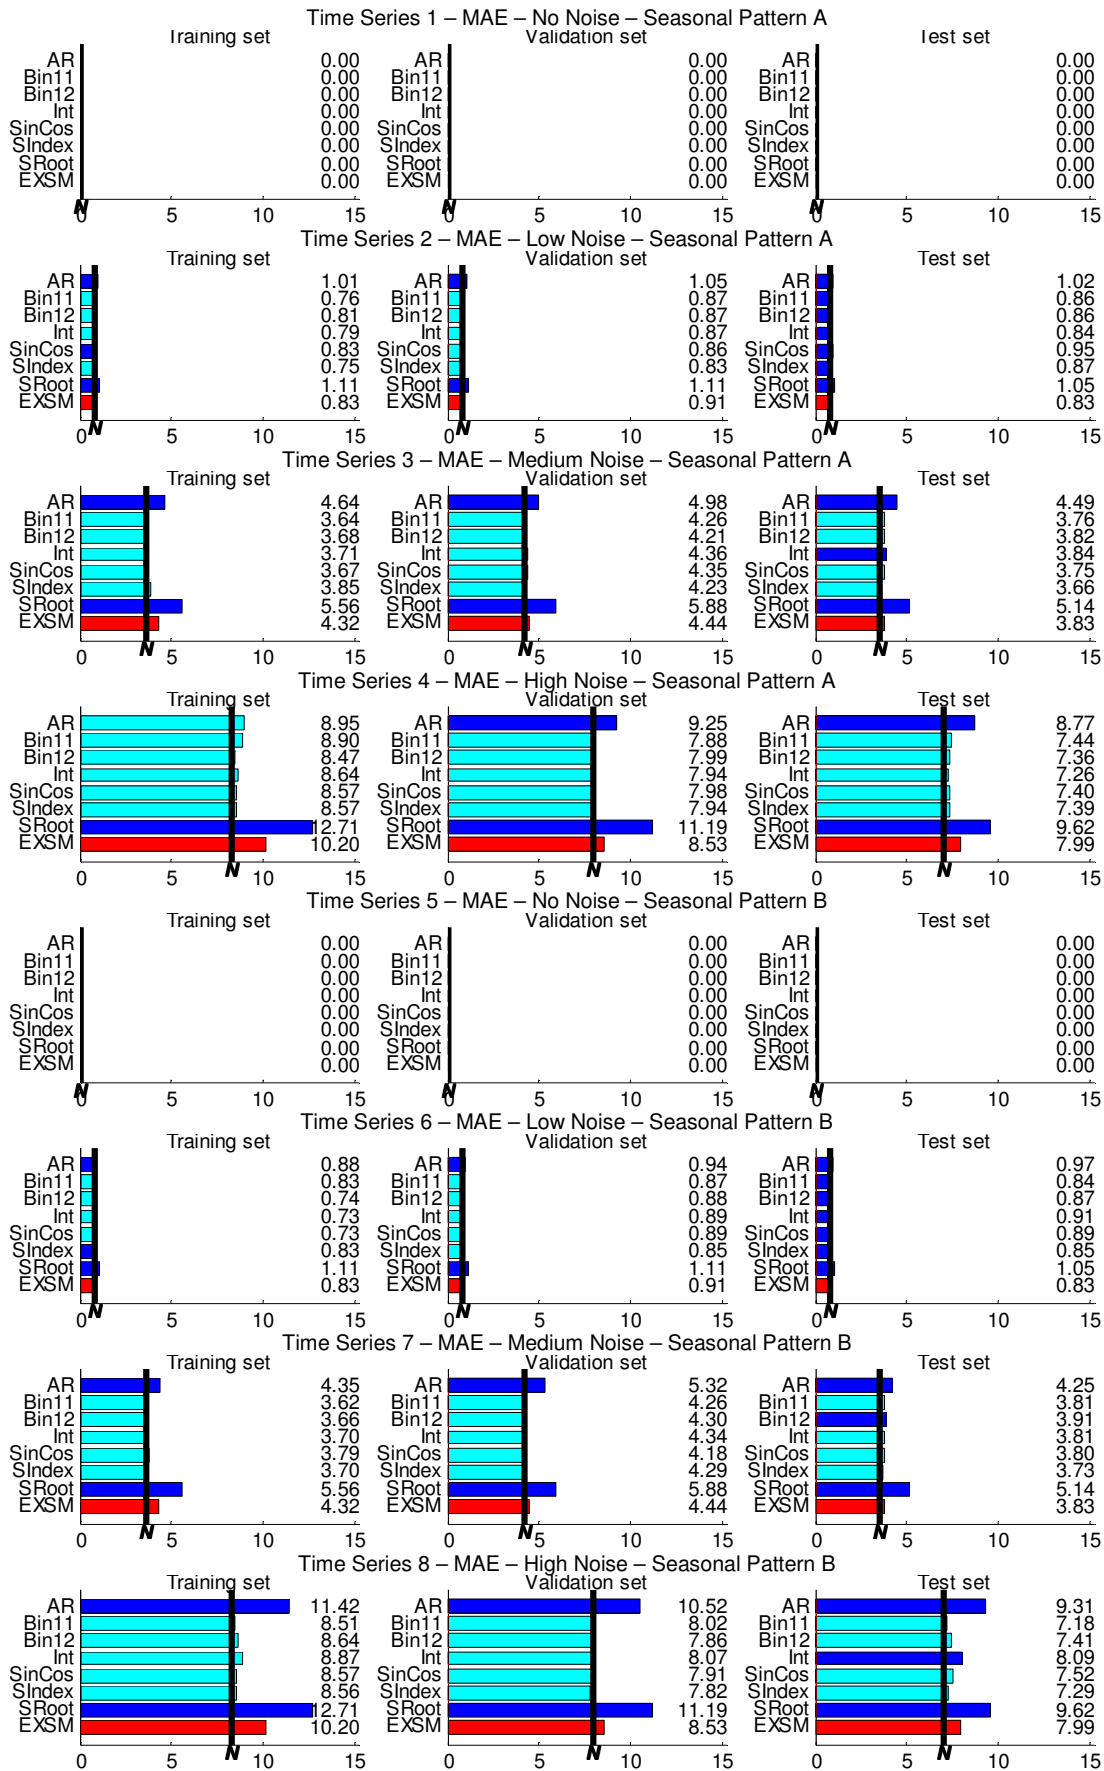 Time Series 1 – MAE – No Noise – Seasonal Pattern A
Training set Validation set Test set
AR 0.00 AR 0.00 AR 0.00
Bin11 0.00 Bin11 0.00 Bin11 0.00
Bin12 0.00 Bin12 0.00 Bin12 0.00
Int 0.00 Int 0.00 Int 0.00
SinCos 0.00 SinCos 0.00 SinCos 0.00
SIndex 0.00 SIndex 0.00 SIndex 0.00
SRoot 0.00 SRoot 0.00 SRoot 0.00
EXSM 0.00 EXSM 0.00 EXSM 0.00
0 5 10 15 0 5 10 15 0 5 10 15
Time Series 2 – MAE – Low Noise – Seasonal Pattern A
Training set Validation set Test set
AR 1.01 AR 1.05 AR 1.02
Bin11 0.76 Bin11 0.87 Bin11 0.86
Bin12 0.81 Bin12 0.87 Bin12 0.86
Int 0.79 Int 0.87 Int 0.84
SinCos 0.83 SinCos 0.86 SinCos 0.95
SIndex 0.75 SIndex 0.83 SIndex 0.87
SRoot 1.11 SRoot 1.11 SRoot 1.05
EXSM 0.83 EXSM 0.91 EXSM 0.83
0 5 10 15 0 5 10 15 0 5 10 15
Time Series 3 – MAE – Medium Noise – Seasonal Pattern A
Training set Validation set Test set
AR 4.64 AR 4.98 AR 4.49
Bin11 3.64 Bin11 4.26 Bin11 3.76
Bin12 3.68 Bin12 4.21 Bin12 3.82
Int 3.71 Int 4.36 Int 3.84
SinCos 3.67 SinCos 4.35 SinCos 3.75
SIndex 3.85 SIndex 4.23 SIndex 3.66
SRoot 5.56 SRoot 5.88 SRoot 5.14
EXSM 4.32 EXSM 4.44 EXSM 3.83
0 5 10 15 0 5 10 15 0 5 10 15
Time Series 4 – MAE – High Noise – Seasonal Pattern A
Training set Validation set Test set
AR 8.95 AR 9.25 AR 8.77
Bin11 8.90 Bin11 7.88 Bin11 7.44
Bin12 8.47 Bin12 7.99 Bin12 7.36
Int 8.64 Int 7.94 Int 7.26
SinCos 8.57 SinCos 7.98 SinCos 7.40
SIndex 8.57 SIndex 7.94 SIndex 7.39
SRoot 12.71 SRoot 11.19 SRoot 9.62
EXSM 10.20 EXSM 8.53 EXSM 7.99
0 5 10 15 0 5 10 15 0 5 10 15
Time Series 5 – MAE – No Noise – Seasonal Pattern B
Training set Validation set Test set
AR 0.00 AR 0.00 AR 0.00
Bin11 0.00 Bin11 0.00 Bin11 0.00
Bin12 0.00 Bin12 0.00 Bin12 0.00
Int 0.00 Int 0.00 Int 0.00
SinCos 0.00 SinCos 0.00 SinCos 0.00
SIndex 0.00 SIndex 0.00 SIndex 0.00
SRoot 0.00 SRoot 0.00 SRoot 0.00
EXSM 0.00 EXSM 0.00 EXSM 0.00
0 5 10 15 0 5 10 15 0 5 10 15
Time Series 6 – MAE – Low Noise – Seasonal Pattern B
Training set Validation set Test set
AR 0.88 AR 0.94 AR 0.97
Bin11 0.83 Bin11 0.87 Bin11 0.84
Bin12 0.74 Bin12 0.88 Bin12 0.87
Int 0.73 Int 0.89 Int 0.91
SinCos 0.73 SinCos 0.89 SinCos 0.89
SIndex 0.83 SIndex 0.85 SIndex 0.85
SRoot 1.11 SRoot 1.11 SRoot 1.05
EXSM 0.83 EXSM 0.91 EXSM 0.83
0 5 10 15 0 5 10 15 0 5 10 15
Time Series 7 – MAE – Medium Noise – Seasonal Pattern B
Training set Validation set Test set
AR 4.35 AR 5.32 AR 4.25
Bin11 3.62 Bin11 4.26 Bin11 3.81
Bin12 3.66 Bin12 4.30 Bin12 3.91
Int 3.70 Int 4.34 Int 3.81
SinCos 3.79 SinCos 4.18 SinCos 3.80
SIndex 3.70 SIndex 4.29 SIndex 3.73
SRoot 5.56 SRoot 5.88 SRoot 5.14
EXSM 4.32 EXSM 4.44 EXSM 3.83
0 5 10 15 0 5 10 15 0 5 10 15
Time Series 8 – MAE – High Noise – Seasonal Pattern B
Training set Validation set Test set
AR 11.42 AR 10.52 AR 9.31
Bin11 8.51 Bin11 8.02 Bin11 7.18
Bin12 8.64 Bin12 7.86 Bin12 7.41
Int 8.87 Int 8.07 Int 8.09
SinCos 8.57 SinCos 7.91 SinCos 7.52
SIndex 8.56 SIndex 7.82 SIndex 7.29
SRoot 12.71 SRoot 11.19 SRoot 9.62
EXSM 10.20 EXSM 8.53 EXSM 7.99
0 5 10 15 0 5 10 15 0 5 10 15